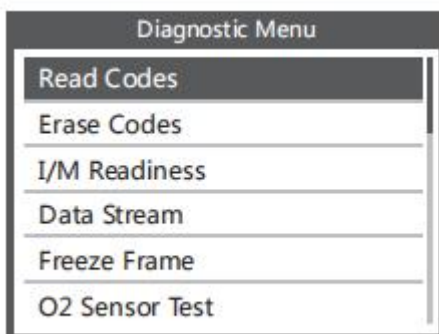 Diagnostic Menu
Read Codes
Erase Codes
I/M Readiness
Data Stream
Freeze Frame
O2 Sensor Test